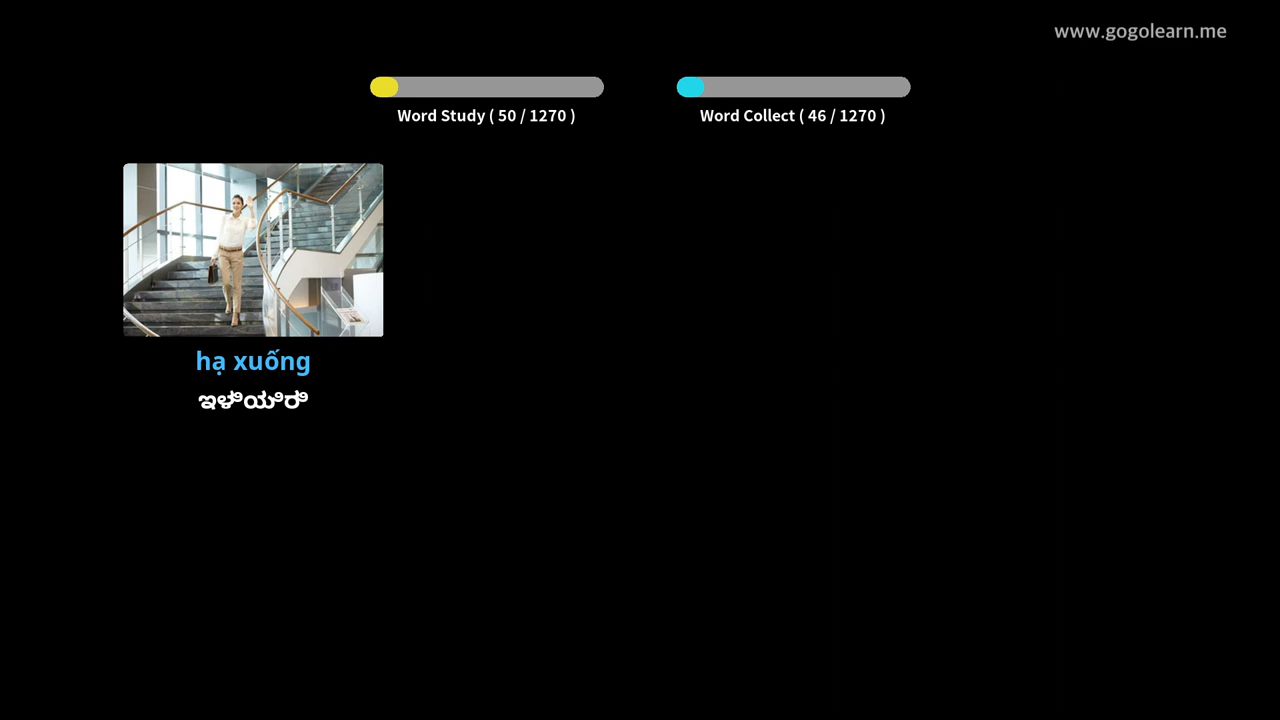 www.gogolearn.me
Word Study ( 50 / 1270 )
Word Collect ( 46 / 1270 )
hạ xuống
ಇಳಿಯಿರಿ